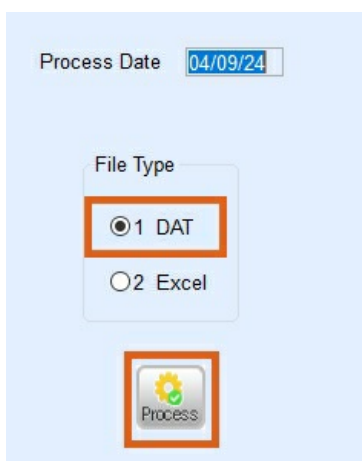 Process Date 04/09/24
File Type
1 DAT
2 Excel
Process